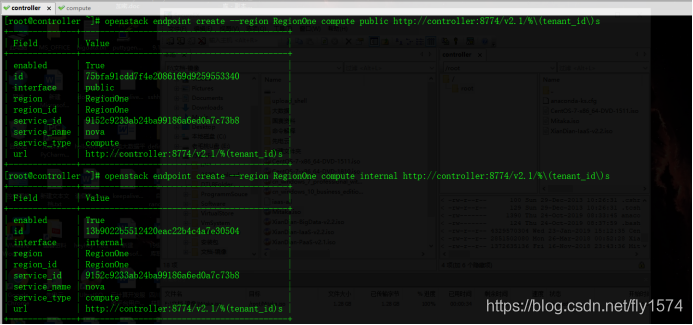 controller
compute
[root@controller ~]# openstack endpoint create --region RegionOne compute public http://controller:8774/v2.1/%\(tenant_id\)s
Field | Value
enabled | True
id | 75bfa91cdd7f4e2086169d9259553340
interface | public
region | RegionOne
region_id | RegionOne
service_id | 9152c9233ab24ba99186a6ed0a7c73b8
service_name | nova
service_type | compute
url | http://controller:8774/v2.1/%(tenant_id)s
[root@controller ~]# openstack endpoint create --region RegionOne compute internal http://controller:8774/v2.1/%\(tenant_id\)s
Field | Value
enabled | True
id | 13b9022b5512420eac22b4c4a7e30504
interface | internal
region | RegionOne
region_id | RegionOne
service_id | 9152c9233ab24ba99186a6ed0a7c73b8
service_name | nova
service_type | compute
url | http://controller:8774/v2.1/%(tenant_id)s
https://blog.csdn.net/fly1574